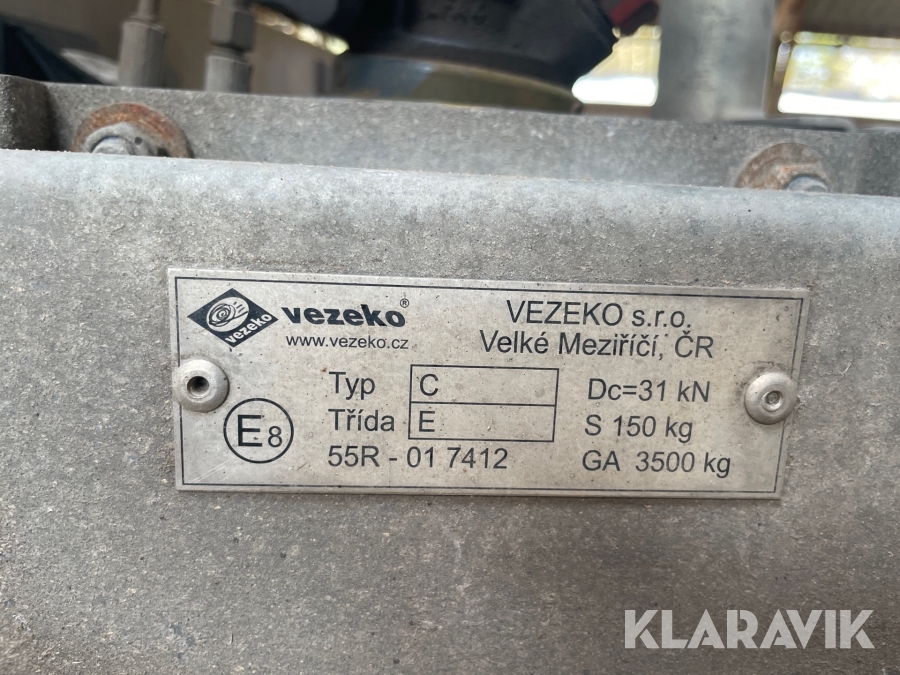 vezeko
vezeko®
www.vezeko.cz
VEZEKO s.r.o.
Velké Meziříčí, ČR
Typ C
Třída E
Dc=31 kN
S 150 kg
GA 3500 kg
E8
55R - 01 7412
KLARAVIK